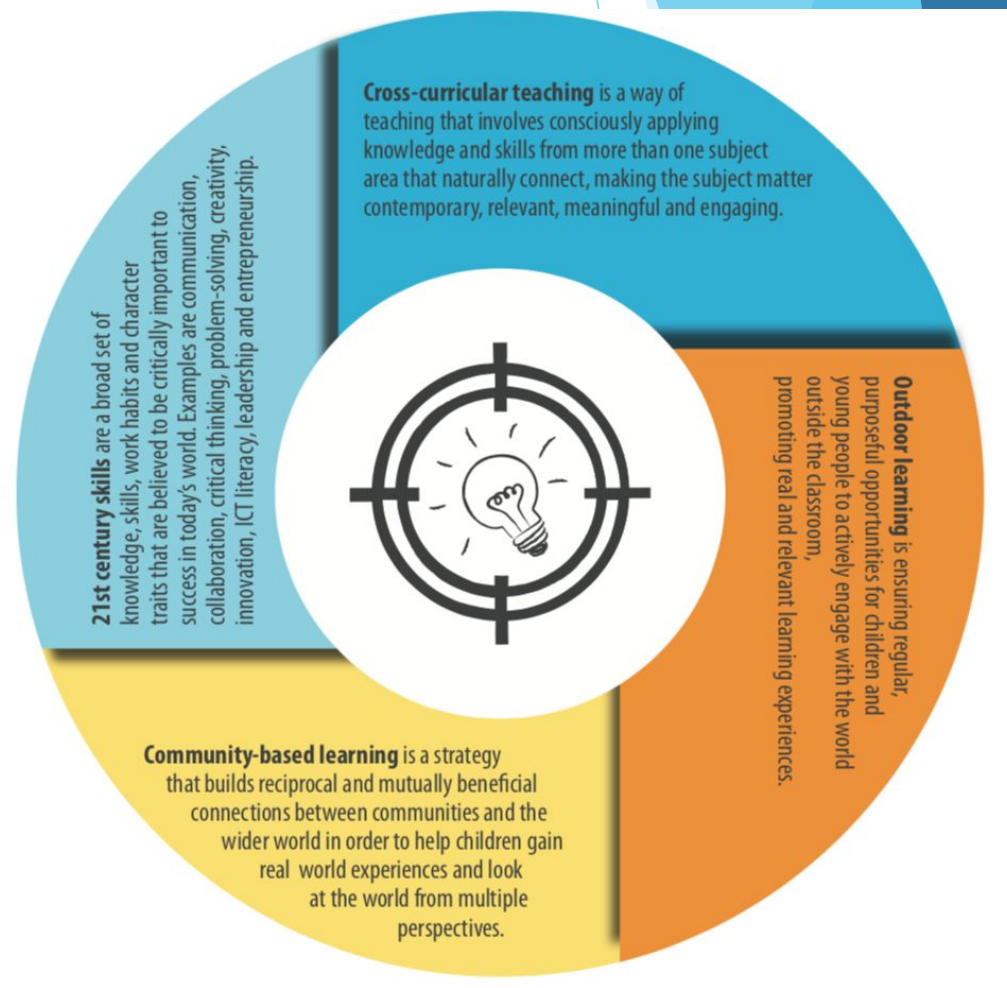 Cross-curricular teaching is a way of
teaching that involves consciously applying
knowledge and skills from more than one subject
area that naturally connect, making the subject matter
contemporary, relevant, meaningful and engaging.
Outdoor learning is ensuring regular,
purposeful opportunities for children and
young people to actively engage with the world
outside the classroom,
promoting real and relevant learning experiences.
Community-based learning is a strategy
that builds reciprocal and mutually beneficial
connections between communities and the
wider world in order to help children gain
real world experiences and look
at the world from multiple
perspectives.
21st century skills are a broad set of
knowledge, skills, work habits and character
traits that are believed to be critically important to
success in today's world. Examples are communication,
collaboration, critical thinking, problem-solving, creativity,
innovation, ICT literacy, leadership and entrepreneurship.